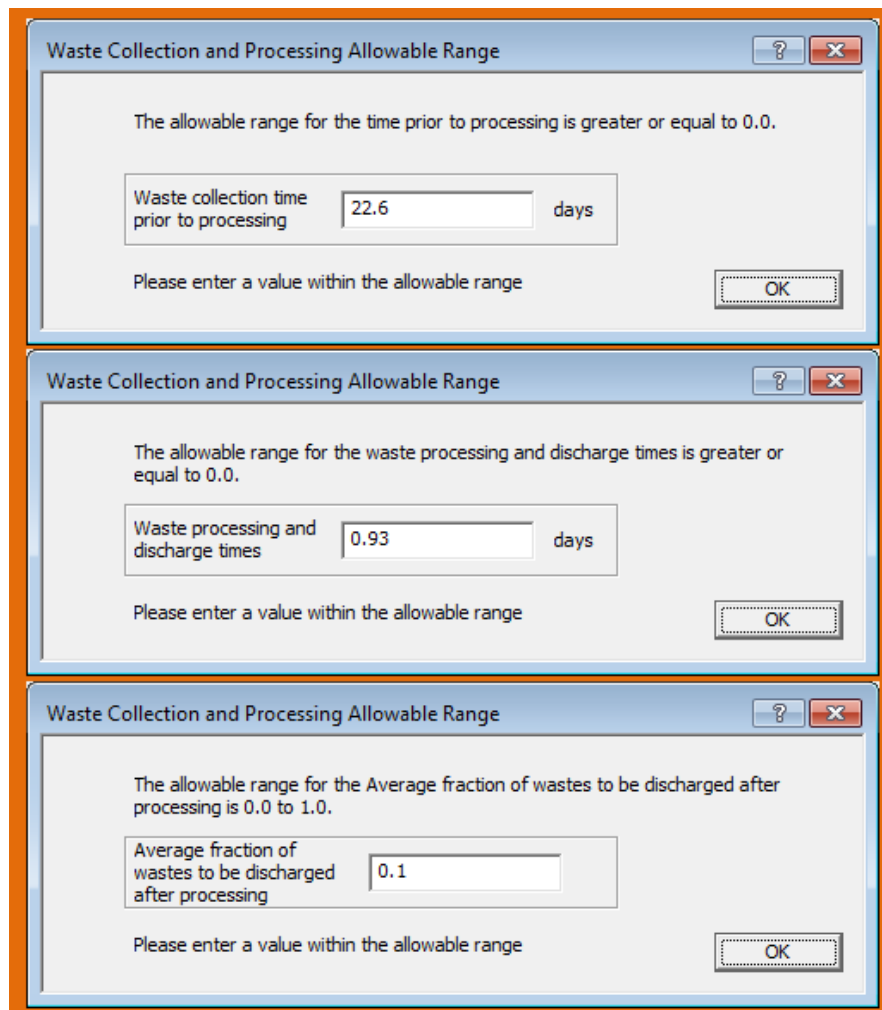 Waste Collection and Processing Allowable Range
The allowable range for the time prior to processing is greater or equal to 0.0.
Waste collection time
prior to processing
22.6
days
Please enter a value within the allowable range
OK
Waste Collection and Processing Allowable Range
The allowable range for the waste processing and discharge times is greater or
equal to 0.0.
Waste processing and
discharge times
0.93
days
Please enter a value within the allowable range
OK
Waste Collection and Processing Allowable Range
The allowable range for the Average fraction of wastes to be discharged after
processing is 0.0 to 1.0.
Average fraction of
wastes to be discharged
after processing
0.1
Please enter a value within the allowable range
OK